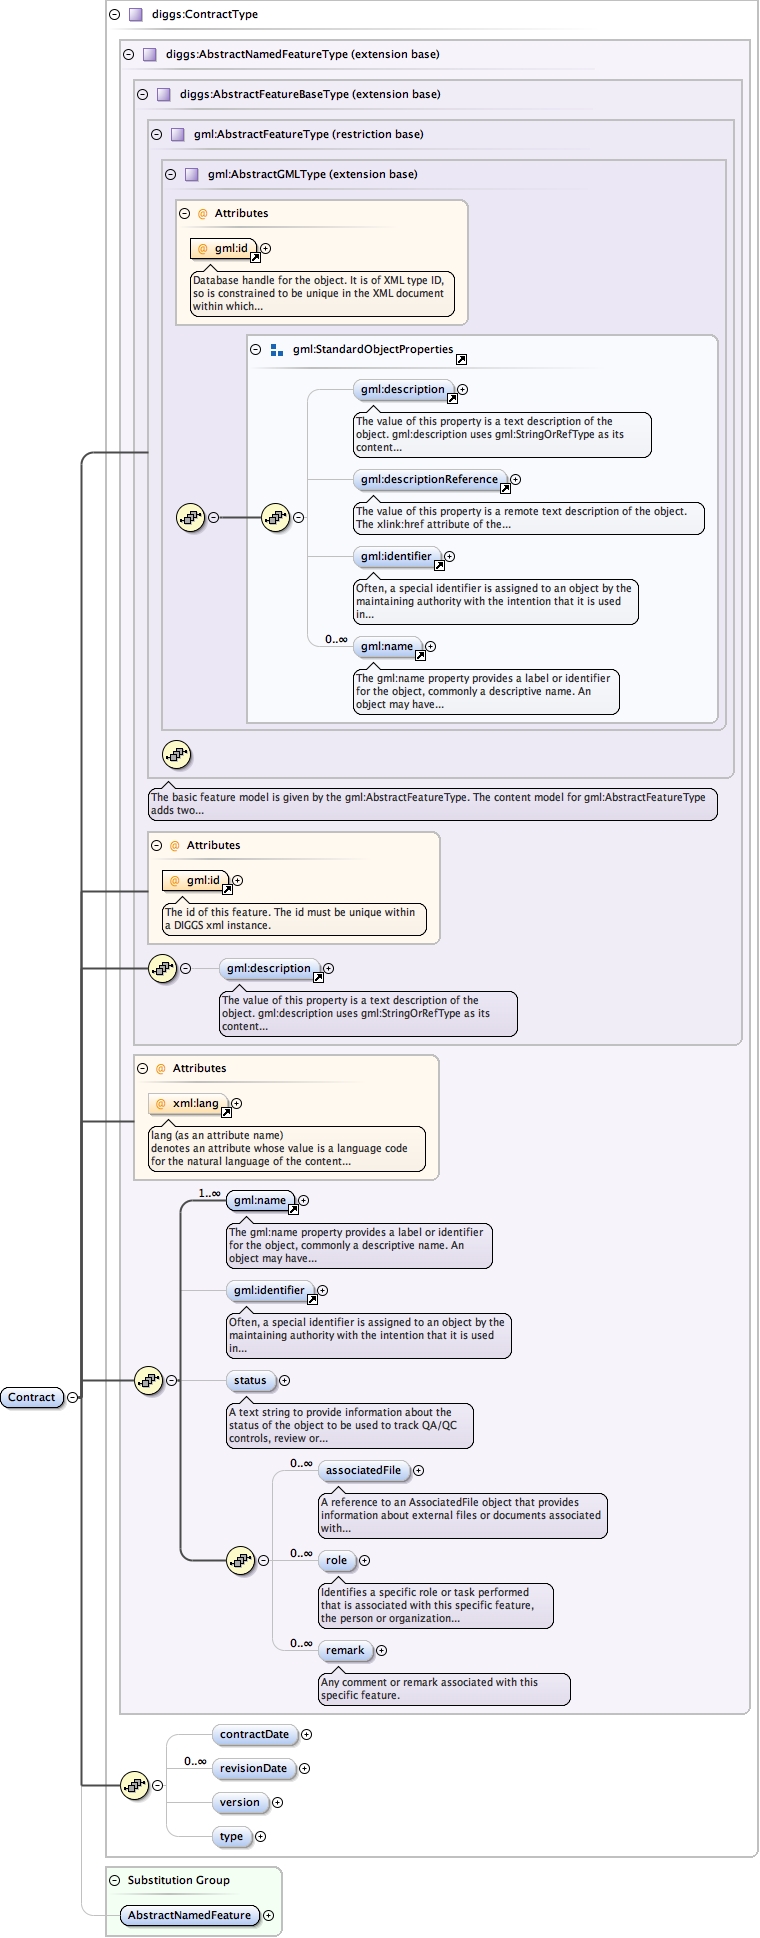 diggs:ContractType
diggs:AbstractNamedFeatureType (extension base)
diggs:AbstractFeatureBaseType (extension base)
gml:AbstractFeatureType (restriction base)
gml:AbstractGMLType (extension base)
@ Attributes
@ gml:id
Database handle for the object. It is of XML type ID,
so is constrained to be unique in the XML document
within which...
gml:StandardObjectProperties
gml:description
The value of this property is a text description of the
object. gml:description uses gml:StringOrRefType as its
content...
gml:descriptionReference
The value of this property is a remote text description of the object.
The xlink:href attribute of the...
gml:identifier
Often, a special identifier is assigned to an object by the
maintaining authority with the intention that it is used
in...
0..∞
gml:name
The gml:name property provides a label or identifier
for the object, commonly a descriptive name. An
object may have...
The basic feature model is given by the gml:AbstractFeatureType. The content model for gml:AbstractFeatureType
adds two...
@ Attributes
@ gml:id
The id of this feature. The id must be unique within
a DIGGS xml instance.
gml:description
The value of this property is a text description of the
object. gml:description uses gml:StringOrRefType as its
content...
@ Attributes
@ xml:lang
lang (as an attribute name)
denotes an attribute whose value is a language code
for the natural language of the content...
1..∞
gml:name
The gml:name property provides a label or identifier
for the object, commonly a descriptive name. An
object may have...
gml:identifier
Often, a special identifier is assigned to an object by the
maintaining authority with the intention that it is used
in...
status
A text string to provide information about the
status of the object to be used to track QA/QC
controls, review or...
Contract
0..∞
associatedFile
A reference to an AssociatedFile object that provides
information about external files or documents associated
with...
0..∞
role
Identifies a specific role or task performed
that is associated with this specific feature,
the person or organization...
0..∞
remark
Any comment or remark associated with this
specific feature.
contractDate
0..∞
revisionDate
version
type
Substitution Group
AbstractNamedFeature